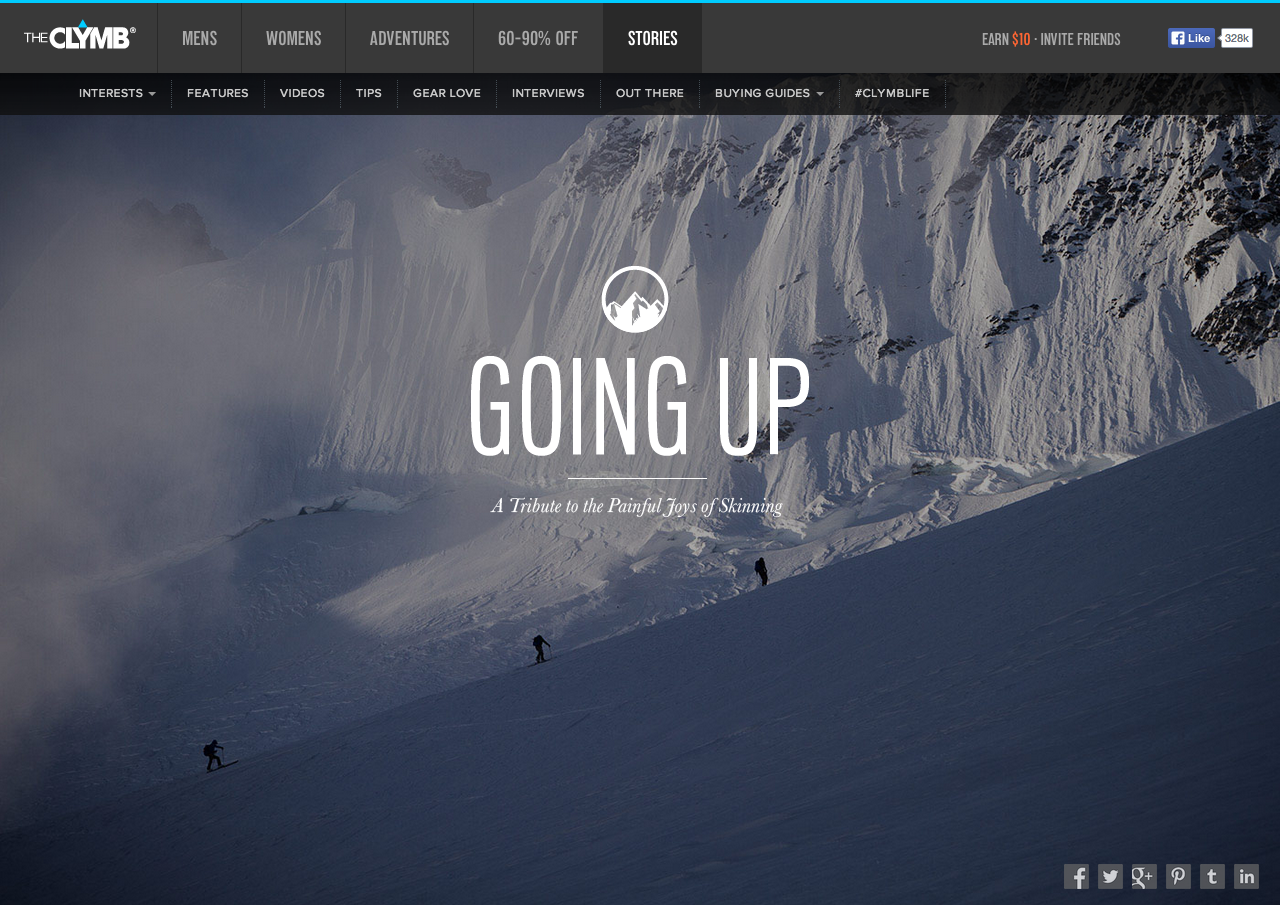 THE CLYMB®
MENS
WOMENS
ADVENTURES
60-90% OFF
STORIES
EARN $10 · INVITE FRIENDS
Like
328k
INTERESTS
FEATURES
VIDEOS
TIPS
GEAR LOVE
INTERVIEWS
OUT THERE
BUYING GUIDES
#CLYMBLIFE
GOING UP
A Tribute to the Painful Joys of Skinning